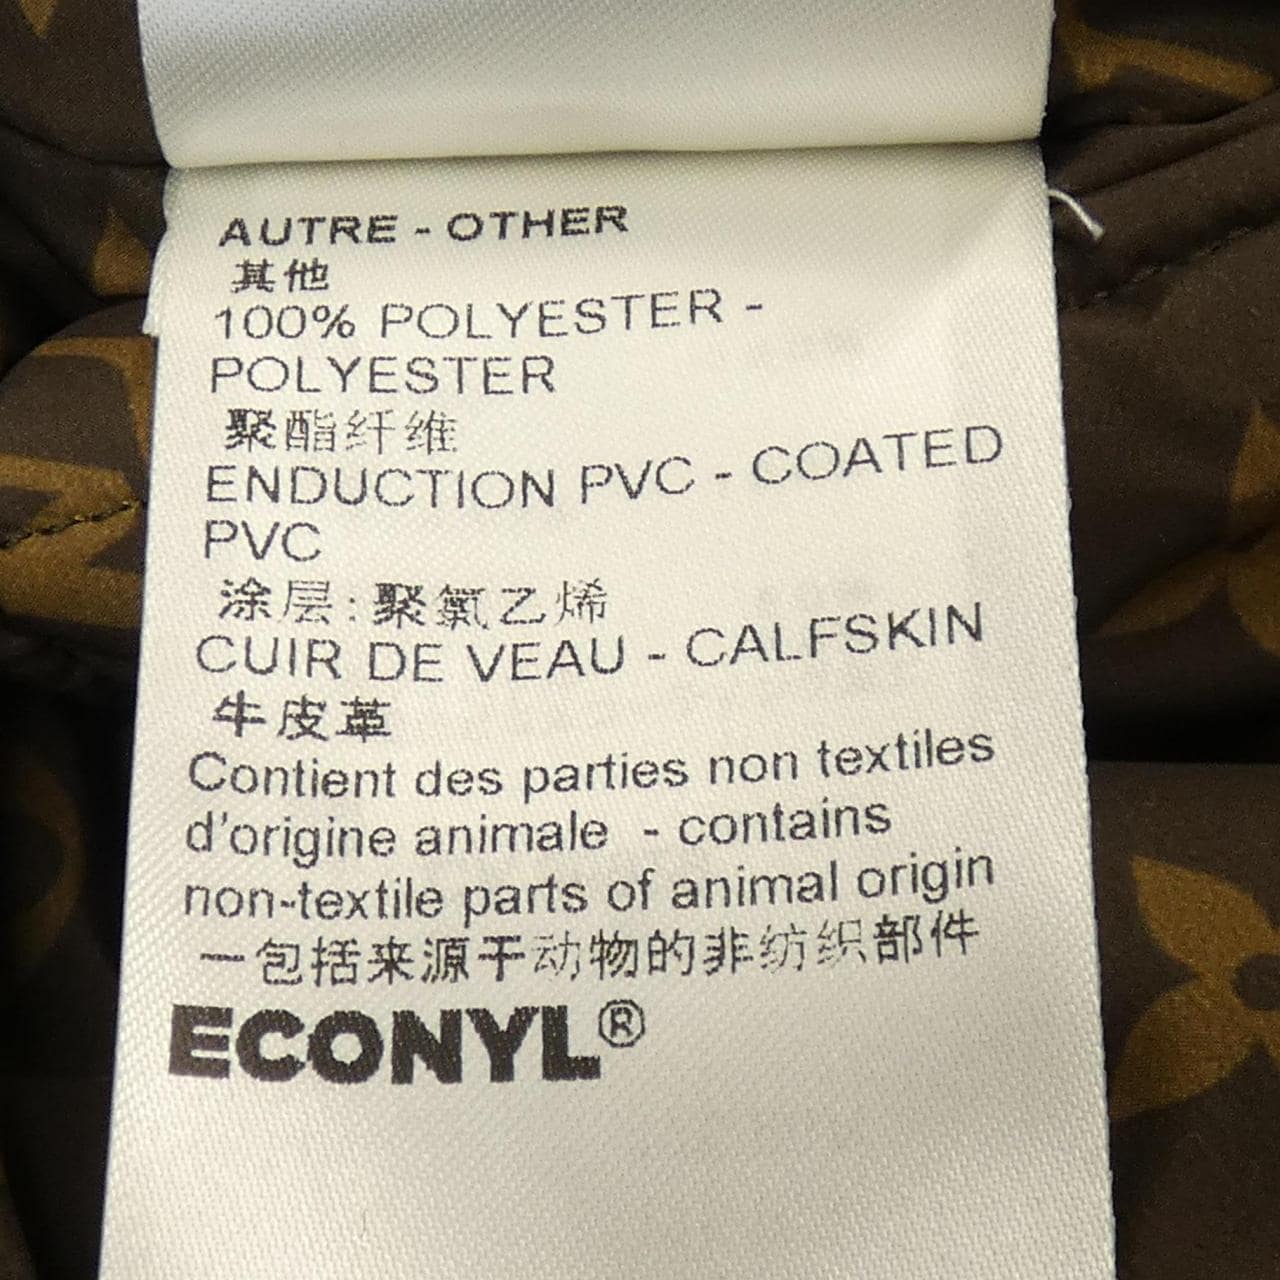 AUTRE - OTHER
其他
100% POLYESTER -
POLYESTER
聚酯纤维
ENDUCTION PVC - COATED
PVC
涂层:聚氯乙烯
CUIR DE VEAU - CALFSKIN
牛皮革
Contient des parties non textiles
d'origine animale - contains
non-textile parts of animal origin
一包括来源于动物的非纺织部件
ECONYL®